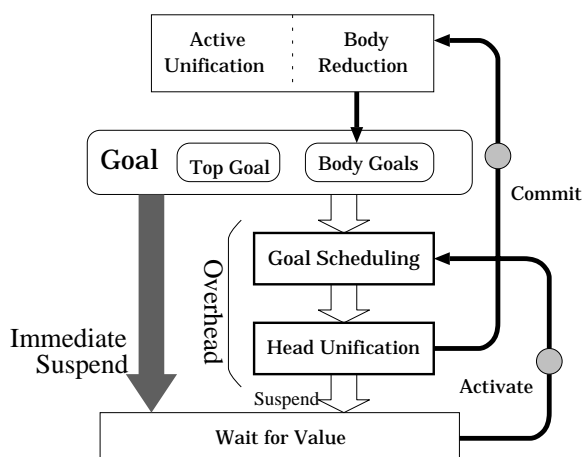 Active
Unification
Body
Reduction
Goal
Top Goal
Body Goals
Commit
Goal Scheduling
Overhead
Immediate
Suspend
Head Unification
Activate
Suspend
Wait for Value